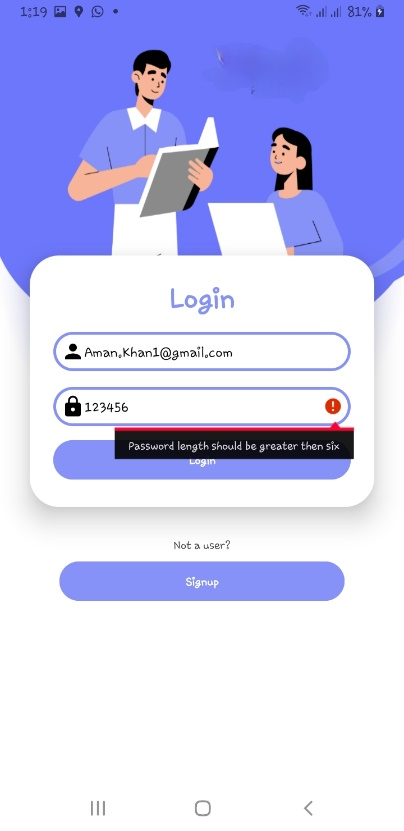 1:19
81%
Login
Aman.Khan1@gmail.com
123456
Password length should be greater then six
Login
Not a user?
Signup